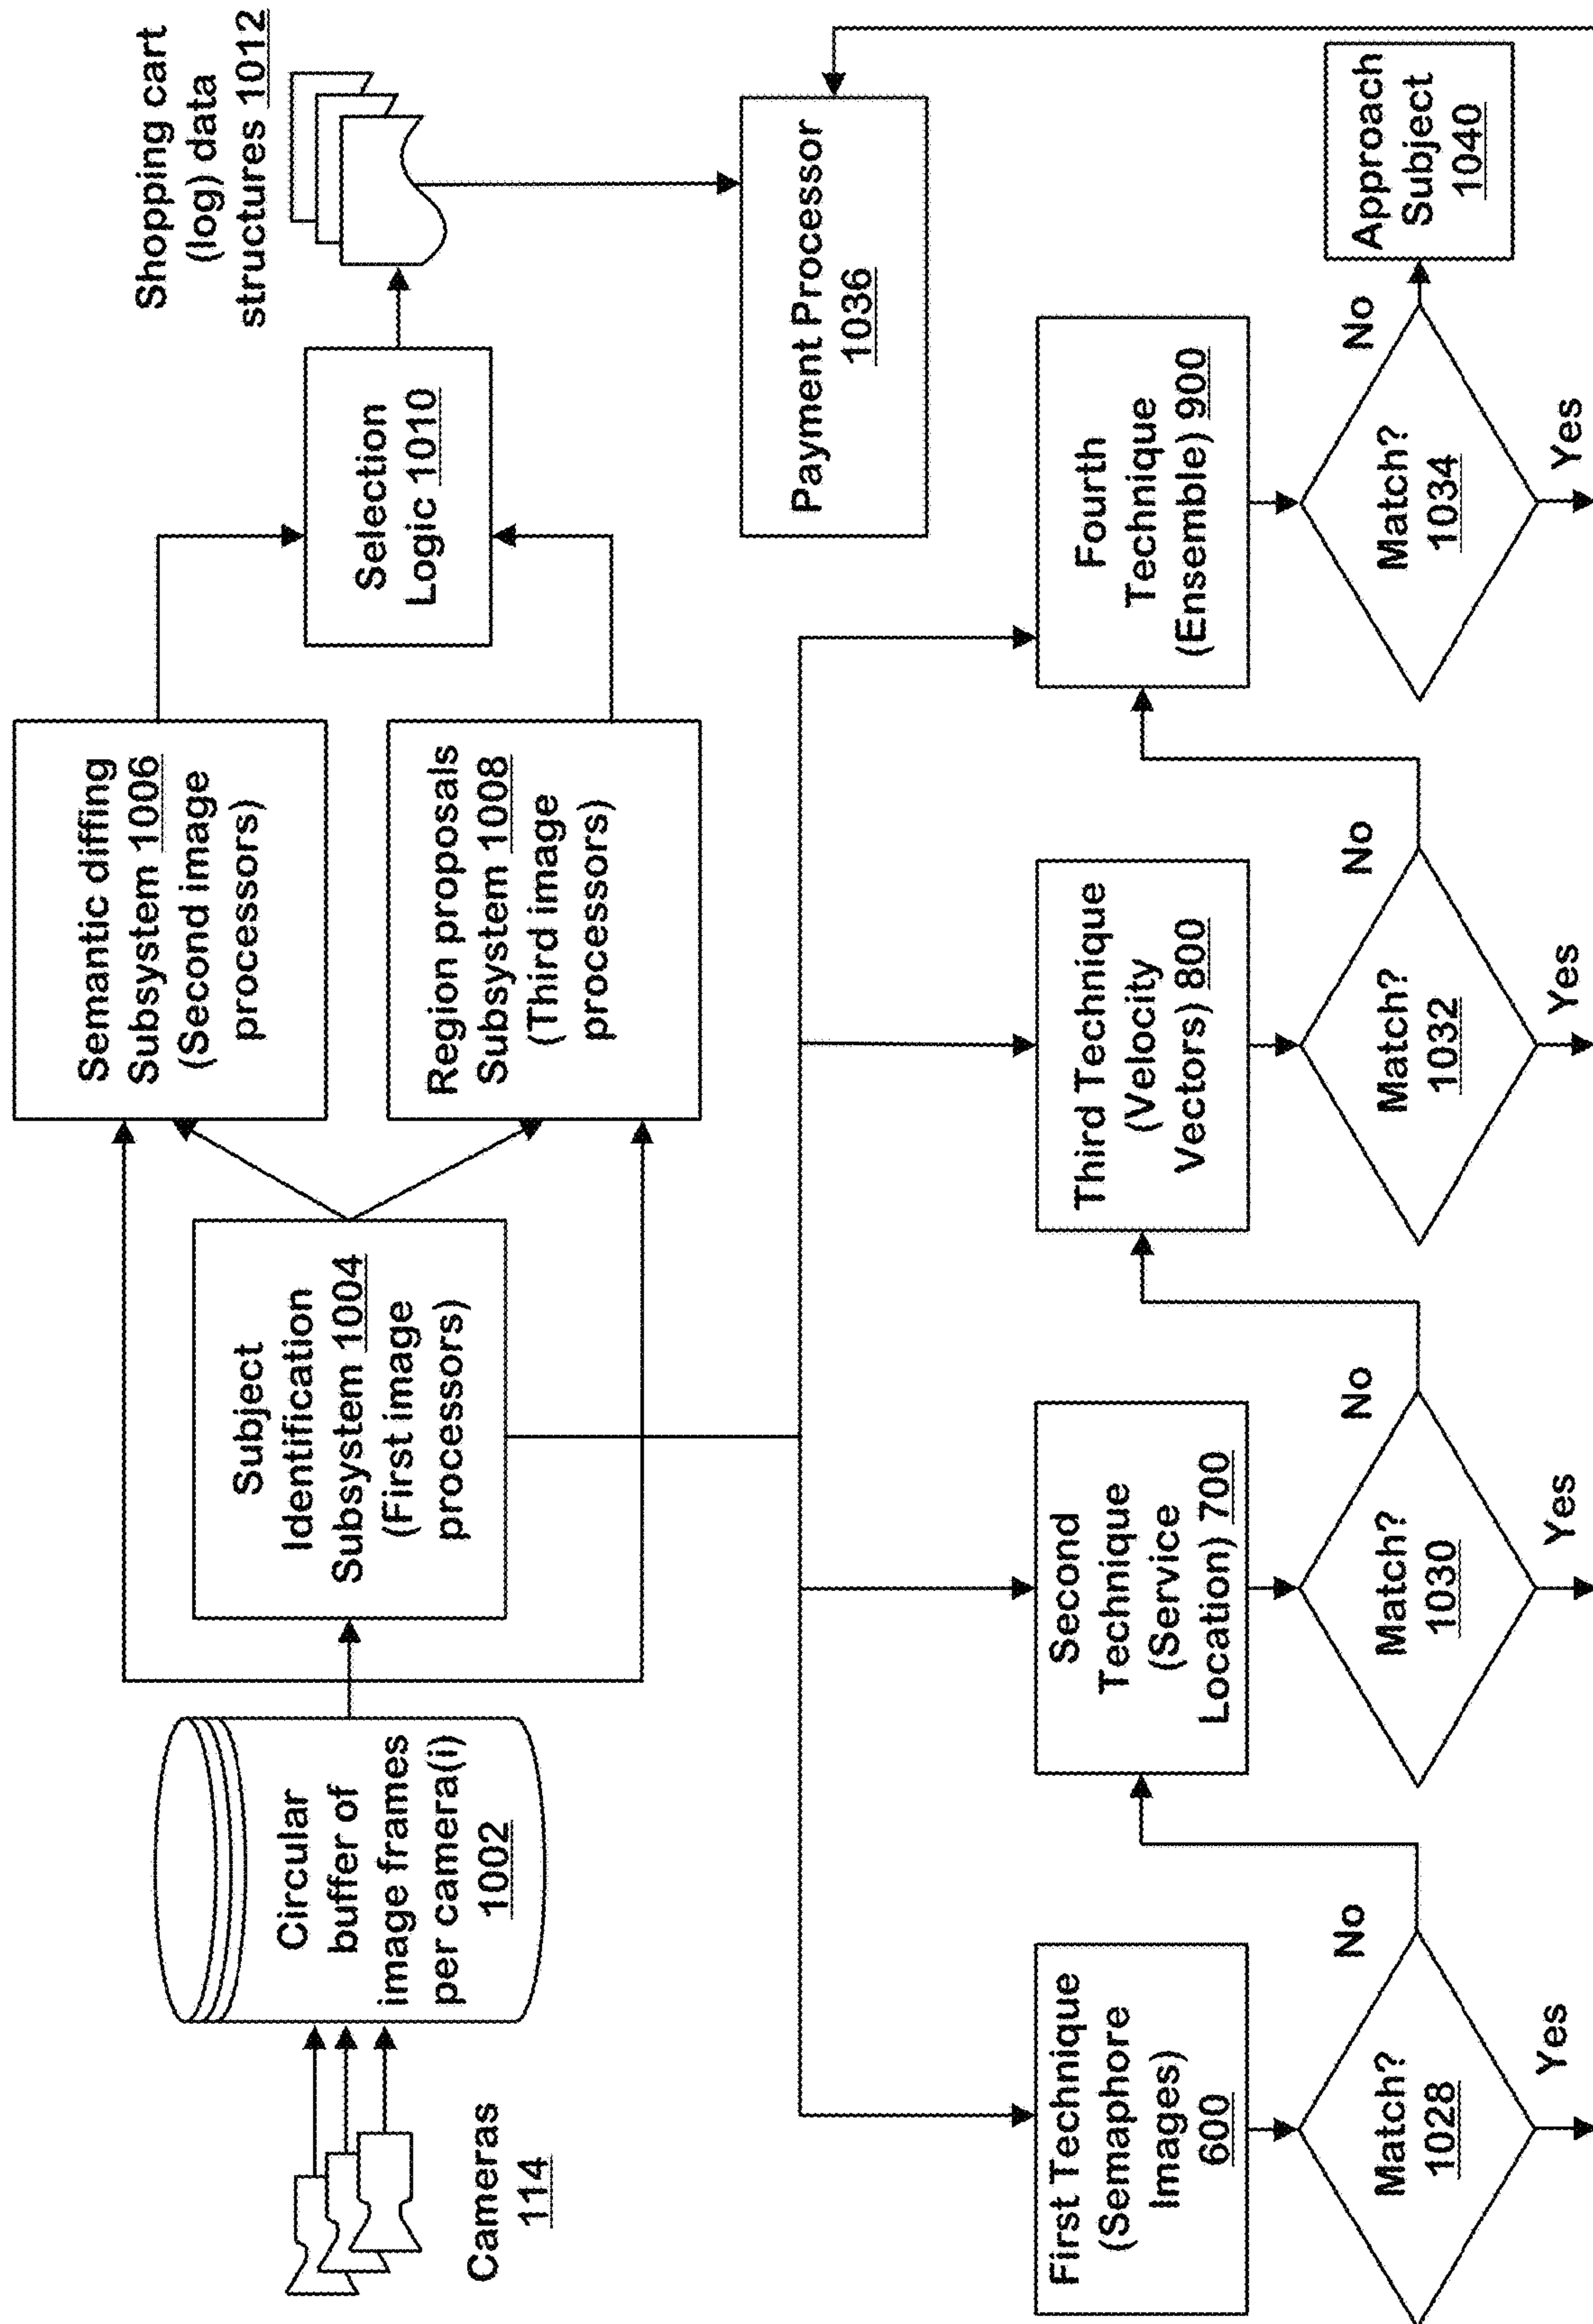 Cameras
114
Circular
buffer of
image frames
per camera(i)
1002
Subject
Identification
Subsystem 1004
(First image
processors)
Semantic diffing
Subsystem 1006
(Second image
processors)
Region proposals
Subsystem 1008
(Third image
processors)
Selection
Logic 1010
Shopping cart
(log) data
structures 1012
Payment Processor
1036
First Technique
(Semaphore
Images)
600
Second
Technique
(Service
Location) 700
Third Technique
(Velocity
Vectors) 800
Fourth
Technique
(Ensemble) 900
Match?
1028
No
Yes
Match?
1030
No
Yes
Match?
1032
No
Yes
Match?
1034
No
Yes
Approach
Subject
1040